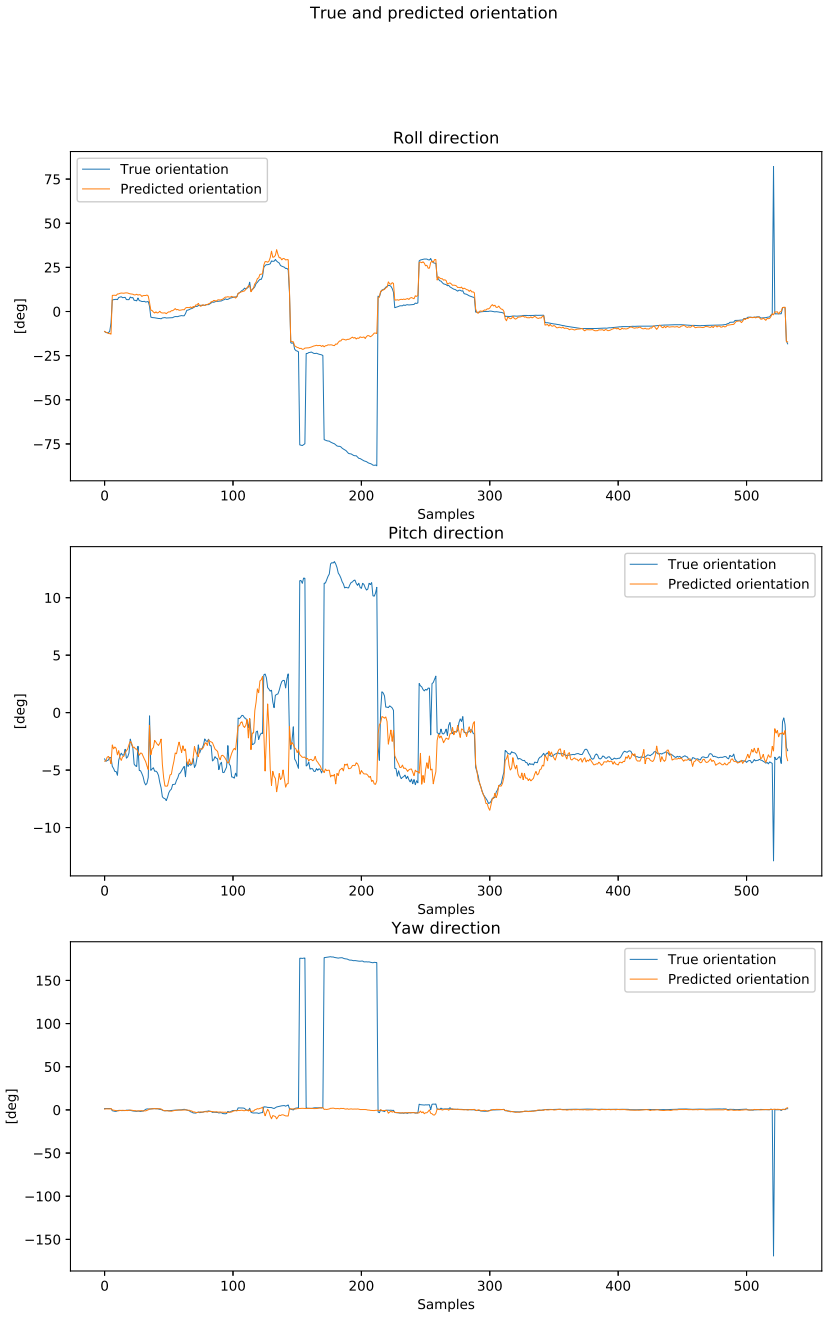 True and predicted orientation
Roll direction
True orientation
Predicted orientation
75
50
25
0
−25
−50
−75
[deg]
0 100 200 300 400 500
Samples
Pitch direction
True orientation
Predicted orientation
10
5
0
−5
−10
[deg]
0 100 200 300 400 500
Samples
Yaw direction
True orientation
Predicted orientation
150
100
50
0
−50
−100
−150
[deg]
0 100 200 300 400 500
Samples